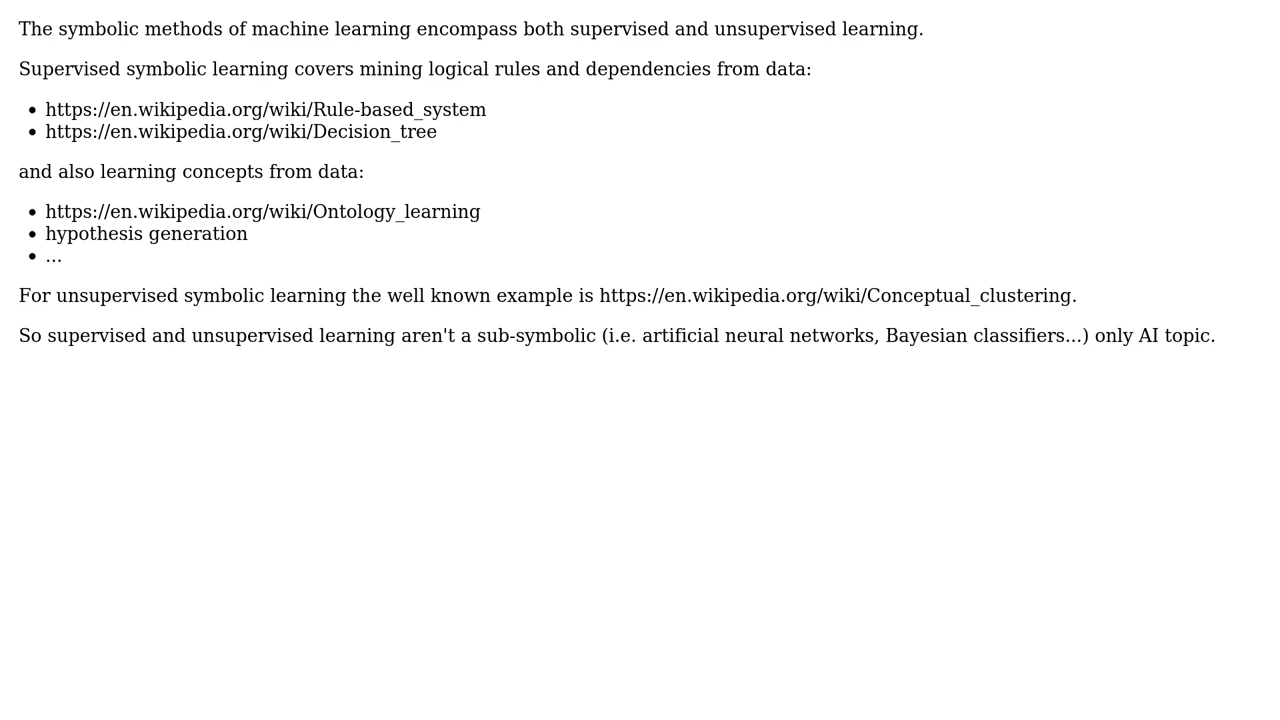 The symbolic methods of machine learning encompass both supervised and unsupervised learning.
Supervised symbolic learning covers mining logical rules and dependencies from data:
• https://en.wikipedia.org/wiki/Rule-based_system
• https://en.wikipedia.org/wiki/Decision_tree
and also learning concepts from data:
• https://en.wikipedia.org/wiki/Ontology_learning
• hypothesis generation
• ...
For unsupervised symbolic learning the well known example is https://en.wikipedia.org/wiki/Conceptual_clustering.
So supervised and unsupervised learning aren't a sub-symbolic (i.e. artificial neural networks, Bayesian classifiers...) only AI topic.